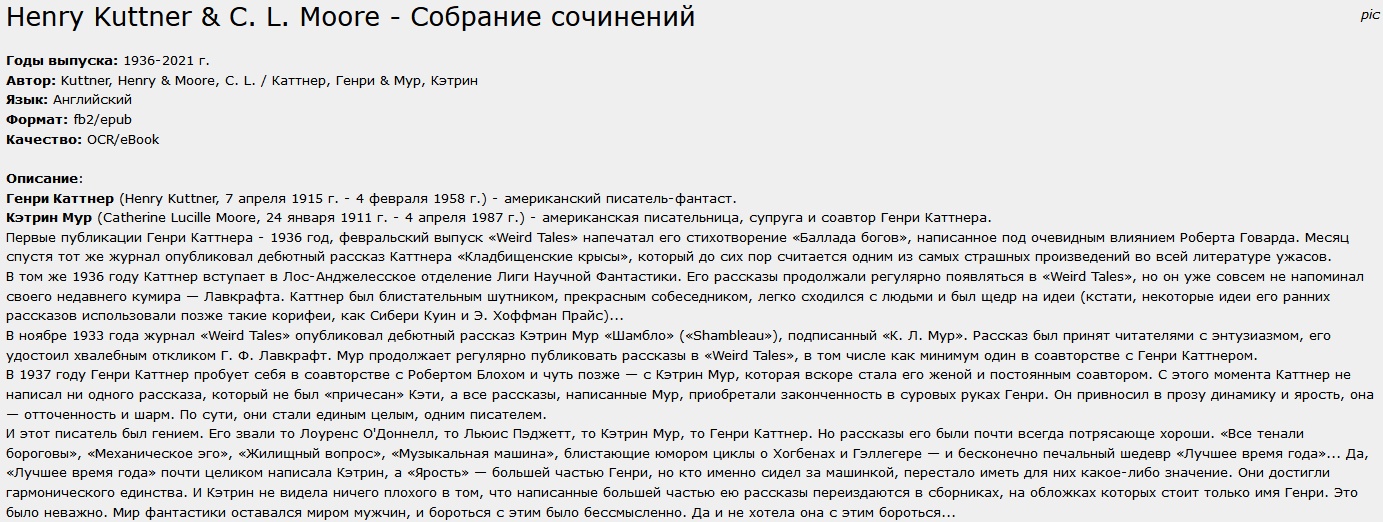 Henry Kuttner & C. L. Moore - Собрание сочинений
pic
Годы выпуска: 1936-2021 г.
Автор: Kuttner, Henry & Moore, C. L. / Каттнер, Генри & Мур, Кэтрин
Язык: Английский
Формат: fb2/epub
Качество: OCR/eBook
Описание:
Генри Каттнер (Henry Kuttner, 7 апреля 1915 г. - 4 февраля 1958 г.) - американский писатель-фантаст.
Кэтрин Мур (Catherine Lucille Moore, 24 января 1911 г. - 4 апреля 1987 г.) - американская писательница, супруга и соавтор Генри Каттнера.
Первые публикации Генри Каттнера - 1936 год, февральский выпуск «Weird Tales» напечатал его стихотворение «Баллада богов», написанное под очевидным влиянием Роберта Говарда. Месяц
спустя тот же журнал опубликовал дебютный рассказ Каттнера «Кладбищенские крысы», который до сих пор считается одним из самых страшных произведений во всей литературе ужасов.
В том же 1936 году Каттнер вступает в Лос-Анджелесское отделение Лиги Научной Фантастики. Его рассказы продолжали регулярно появляться в «Weird Tales», но он уже совсем не напоминал
своего недавнего кумира — Лавкрафта. Каттнер был блистательным шутником, прекрасным собеседником, легко сходился с людьми и был щедр на идеи (кстати, некоторые идеи его ранних
рассказов использовали позже такие корифеи, как Сибери Куин и Э. Хоффман Прайс)...
В ноябре 1933 года журнал «Weird Tales» опубликовал дебютный рассказ Кэтрин Мур «Шамбло» («Shambleau»), подписанный «К. Л. Мур». Рассказ был принят читателями с энтузиазмом, его
удостоил хвалебным откликом Г. Ф. Лавкрафт. Мур продолжает регулярно публиковать рассказы в «Weird Tales», в том числе как минимум один в соавторстве с Генри Каттнером.
В 1937 году Генри Каттнер пробует себя в соавторстве с Робертом Блохом и чуть позже — с Кэтрин Мур, которая вскоре стала его женой и постоянным соавтором. С этого момента Каттнер не
написал ни одного рассказа, который не был «причесан» Кэти, а все рассказы, написанные Мур, приобретали законченность в суровых руках Генри. Он привносил в прозу динамику и ярость, она
— отточенность и шарм. По сути, они стали единым целым, одним писателем.
И этот писатель был гением. Его звали то Лоуренс О'Доннелл, то Льюис Пэджетт, то Кэтрин Мур, то Генри Каттнер. Но рассказы его были почти всегда потрясающе хороши. «Все тенали
бороговы», «Механическое эго», «Жилищный вопрос», «Музыкальная машина», блистающие юмором циклы о Хогбенах и Гэллегере — и бесконечно печальный шедевр «Лучшее время года»... Да,
«Лучшее время года» почти целиком написала Кэтрин, а «Ярость» — большей частью Генри, но кто именно сидел за машинкой, перестало иметь для них какое-либо значение. Они достигли
гармонического единства. И Кэтрин не видела ничего плохого в том, что написанные большей частью ею рассказы переиздаются в сборниках, на обложках которых стоит только имя Генри. Это
было неважно. Мир фантастики оставался миром мужчин, и бороться с этим было бессмысленно. Да и не хотела она с этим бороться...